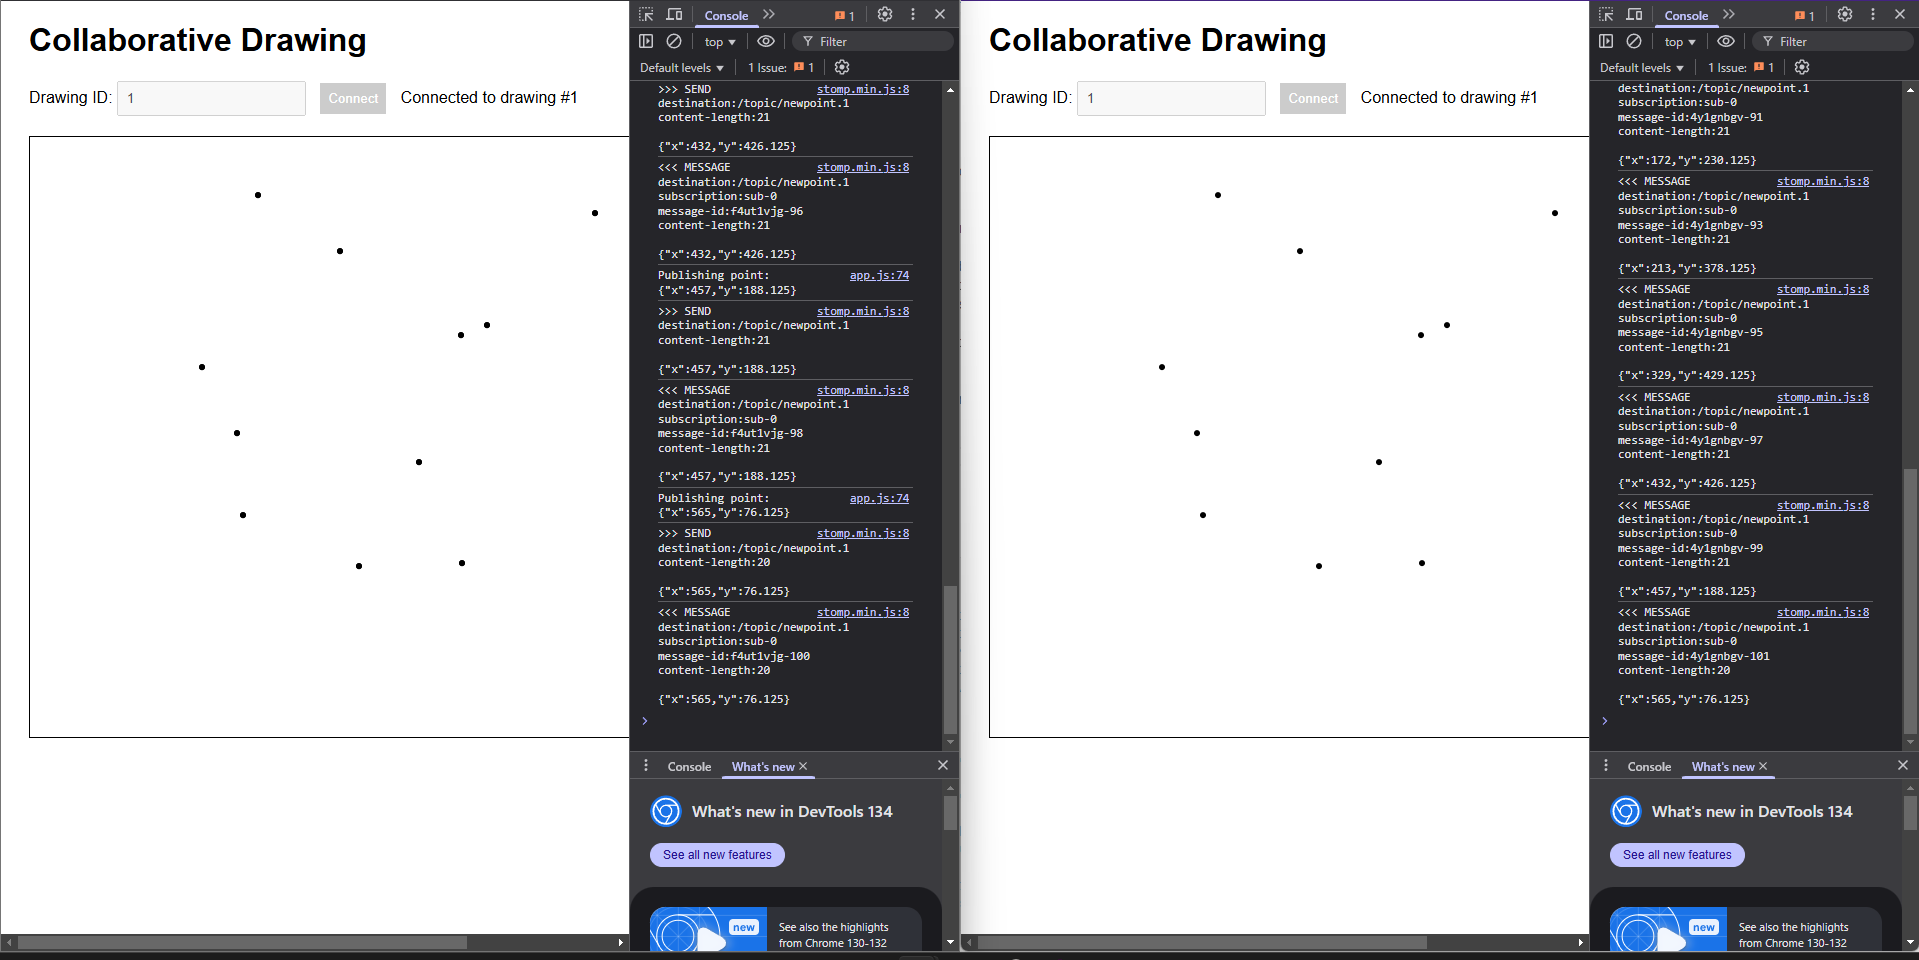 Collaborative Drawing
Drawing ID: 1 Connect Connected to drawing #1
Console 1
top Filter
Default levels 1 Issue: 1
>>> SEND stomp.min.js:8
destination:/topic/newpoint.1
content-length:21
{"x":432,"y":426.125}
<<< MESSAGE stomp.min.js:8
destination:/topic/newpoint.1
subscription:sub-0
message-id:f4ut1vjg-96
content-length:21
{"x":432,"y":426.125}
Publishing point: app.js:74
{"x":457,"y":188.125}
>>> SEND stomp.min.js:8
destination:/topic/newpoint.1
content-length:21
{"x":457,"y":188.125}
<<< MESSAGE stomp.min.js:8
destination:/topic/newpoint.1
subscription:sub-0
message-id:f4ut1vjg-98
content-length:21
{"x":457,"y":188.125}
Publishing point: app.js:74
{"x":565,"y":76.125}
>>> SEND stomp.min.js:8
destination:/topic/newpoint.1
content-length:20
{"x":565,"y":76.125}
<<< MESSAGE stomp.min.js:8
destination:/topic/newpoint.1
subscription:sub-0
message-id:f4ut1vjg-100
content-length:20
{"x":565,"y":76.125}
Console What's new
What's new in DevTools 134
See all new features
new
See also the highlights
from Chrome 130-132
Collaborative Drawing
Drawing ID: 1 Connect Connected to drawing #1
Console 1
top Filter
Default levels 1 Issue: 1
destination:/topic/newpoint.1
subscription:sub-0
message-id:4y1gnbgv-91
content-length:21
{"x":172,"y":230.125}
<<< MESSAGE stomp.min.js:8
destination:/topic/newpoint.1
subscription:sub-0
message-id:4y1gnbgv-93
content-length:21
{"x":213,"y":378.125}
<<< MESSAGE stomp.min.js:8
destination:/topic/newpoint.1
subscription:sub-0
message-id:4y1gnbgv-95
content-length:21
{"x":329,"y":429.125}
<<< MESSAGE stomp.min.js:8
destination:/topic/newpoint.1
subscription:sub-0
message-id:4y1gnbgv-97
content-length:21
{"x":432,"y":426.125}
<<< MESSAGE stomp.min.js:8
destination:/topic/newpoint.1
subscription:sub-0
message-id:4y1gnbgv-99
content-length:21
{"x":457,"y":188.125}
<<< MESSAGE stomp.min.js:8
destination:/topic/newpoint.1
subscription:sub-0
message-id:4y1gnbgv-101
content-length:20
{"x":565,"y":76.125}
Console What's new
What's new in DevTools 134
See all new features
new
See also the highlights
from Chrome 130-132